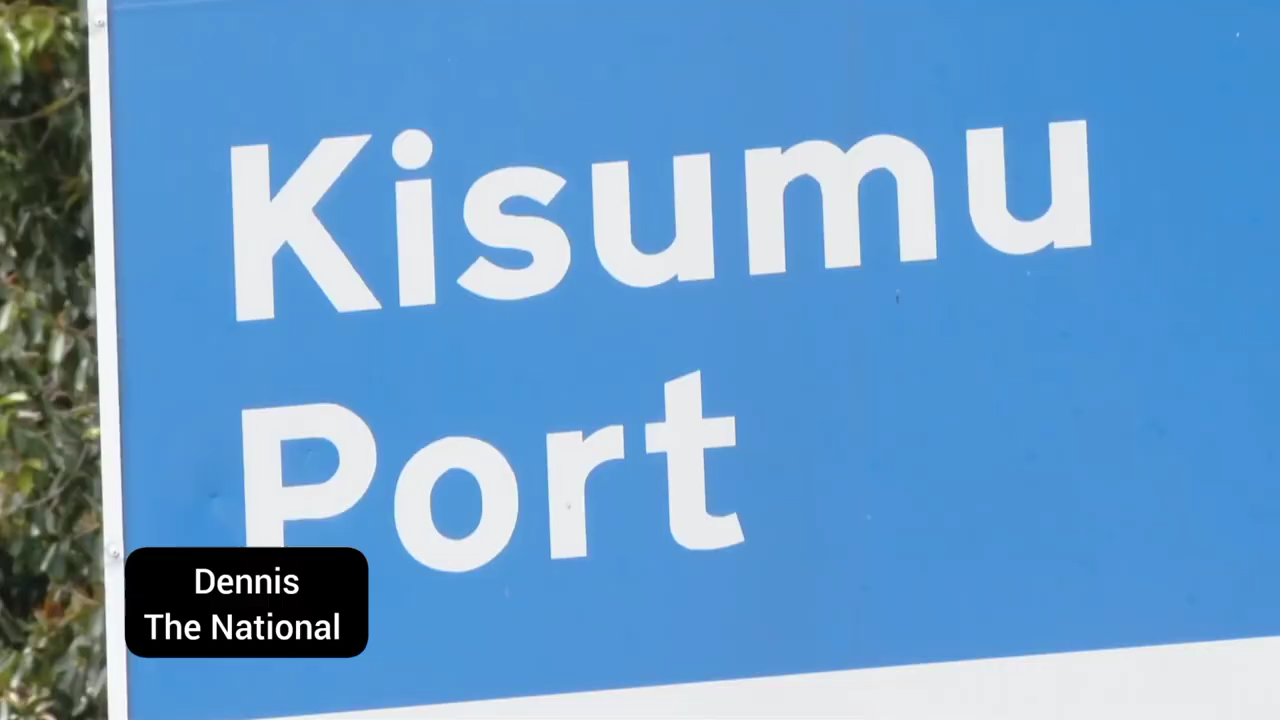 Kisumu
Port
Dennis
The National